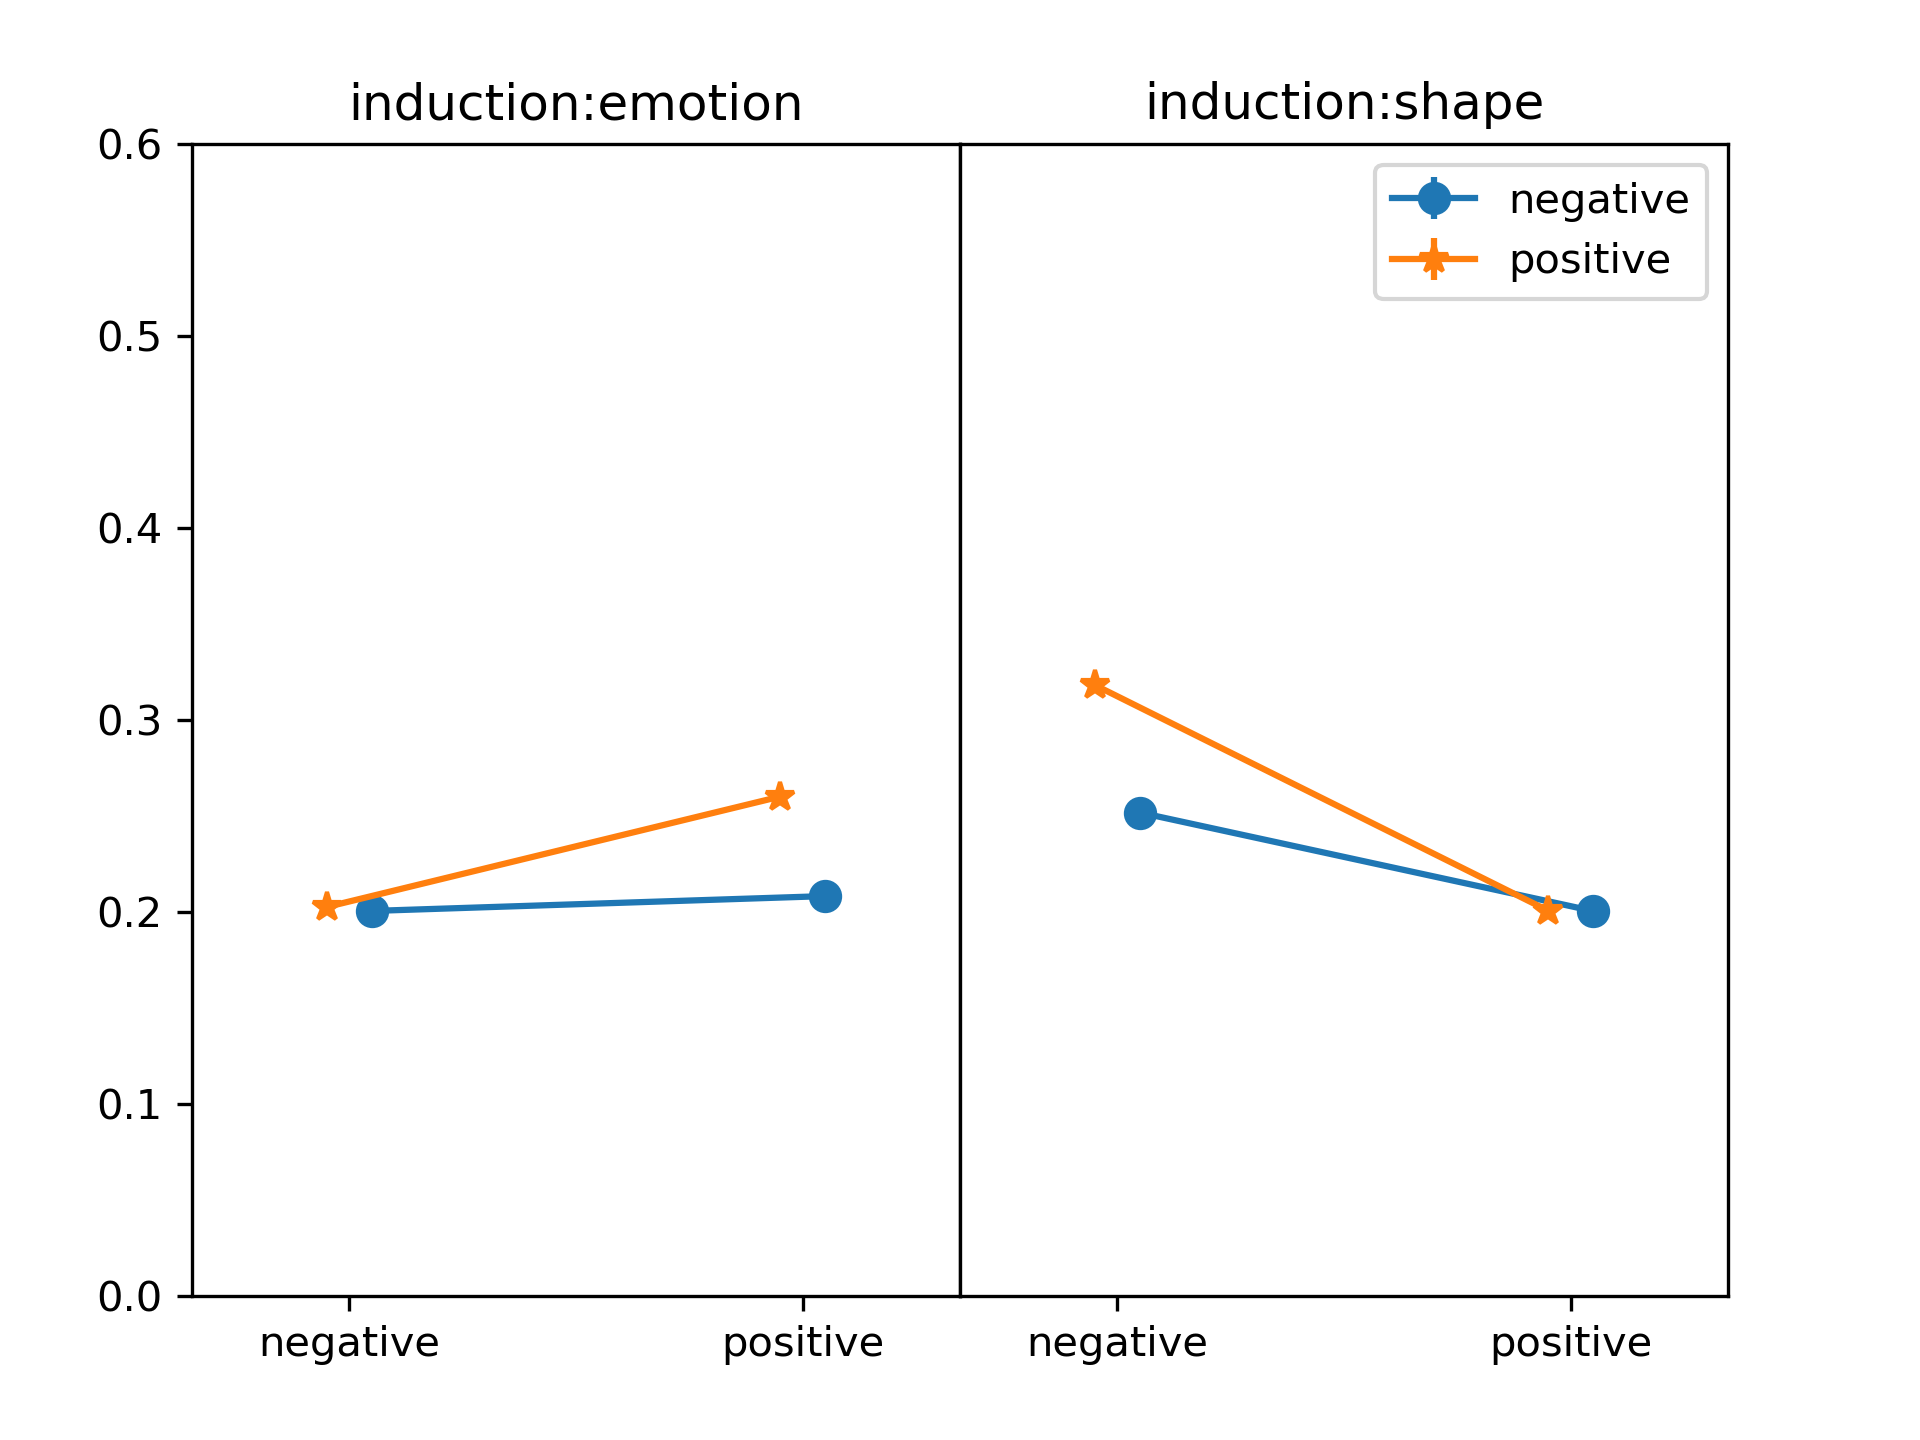 induction:emotion
induction:shape
0.6
0.5
0.4
0.3
0.2
0.1
0.0
negative
positive
negative
positive
negative
positive